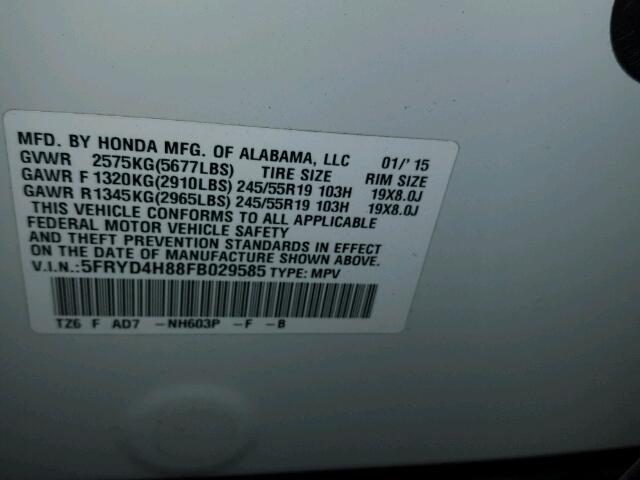 MFD. BY HONDA MFG. OF ALABAMA, LLC 01/'15
GVWR 2575KG(5677LBS) TIRE SIZE RIM SIZE
GAWR F 1320KG(2910LBS) 245/55R19 103H 19X8.0J
GAWR R1345KG(2965LBS) 245/55R19 103H 19X8.0J
THIS VEHICLE CONFORMS TO ALL APPLICABLE
FEDERAL MOTOR VEHICLE SAFETY
AND THEFT PREVENTION STANDARDS IN EFFECT
ON THE DATE OF MANUFACTURE SHOWN ABOVE.
V.I.N.:5FRYD4H88FB029585 TYPE: MPV
TZ6 F AD7 -NH603P -F -B